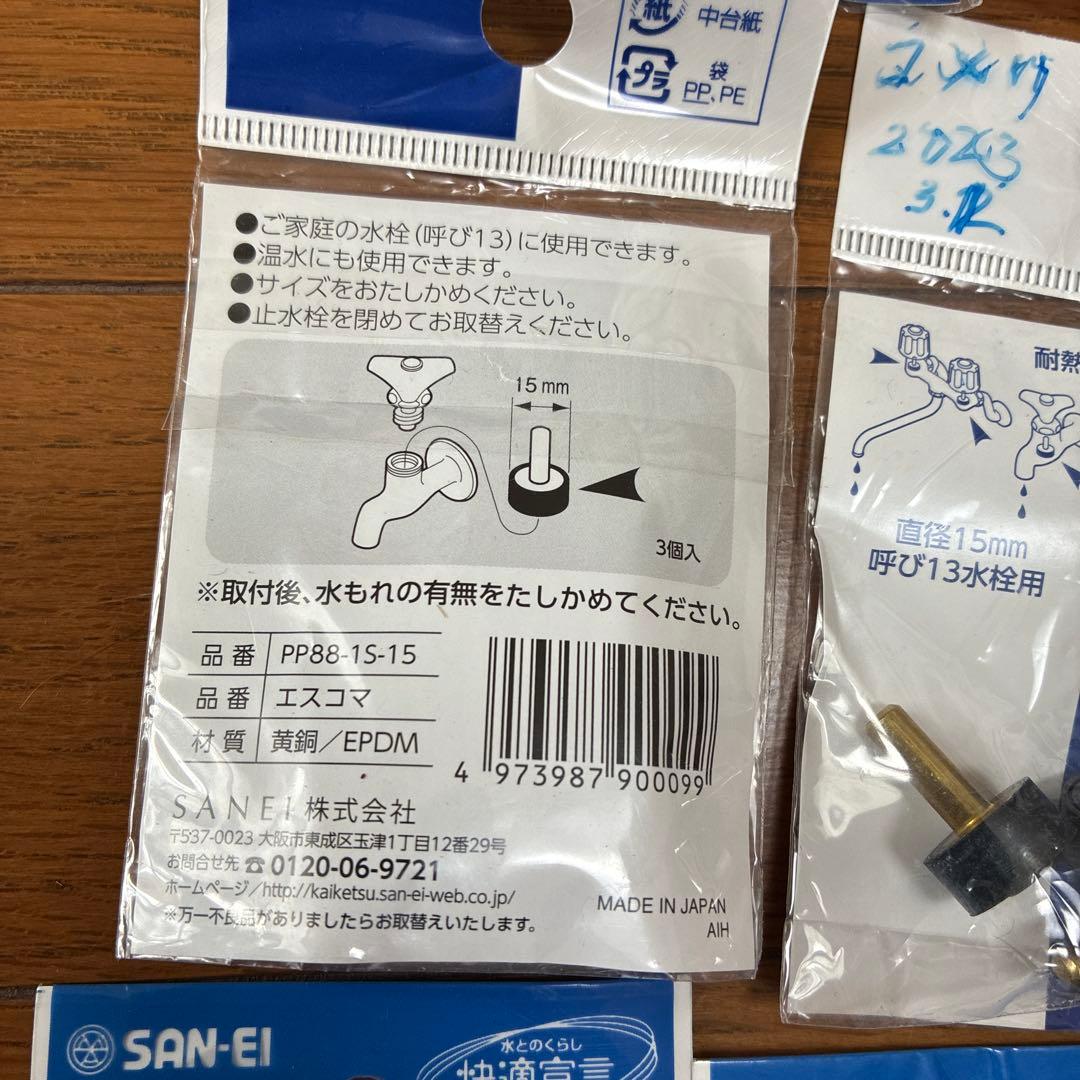 紙
中台紙
プラ
袋
PP、PE
2023
●ご家庭の水栓(呼び13)に使用できます。
●温水にも使用できます。
●サイズをおたしかめください。
●止水栓を閉めてお取替えください。
15mm
3個入
※取付後、水もれの有無をたしかめてください。
品番 PP88-1S-15
品番 エスコマ
材質 黄銅/EPDM
4 973987 900099
SANEI株式会社
〒537-0023 大阪市東成区玉津1丁目12番29号
お問合せ先 ☎0120-06-9721
ホームページ/http://kaiketsu.san-ei-web.co.jp/
※万一不良品がありましたらお取替えいたします。
MADE IN JAPAN
AIH
耐熱
直径15mm
呼び13水栓用
SAN-EI
水とのくらし
快適宣言